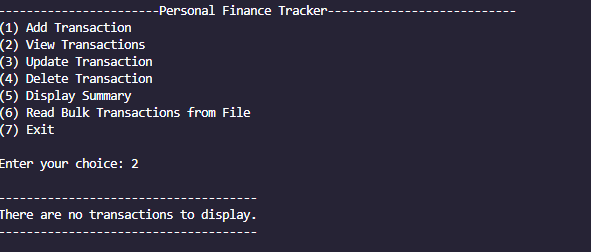 -----------------------Personal Finance Tracker---------------------------
(1) Add Transaction
(2) View Transactions
(3) Update Transaction
(4) Delete Transaction
(5) Display Summary
(6) Read Bulk Transactions from File
(7) Exit
Enter your choice: 2
-------------------------------------
There are no transactions to display.
-------------------------------------